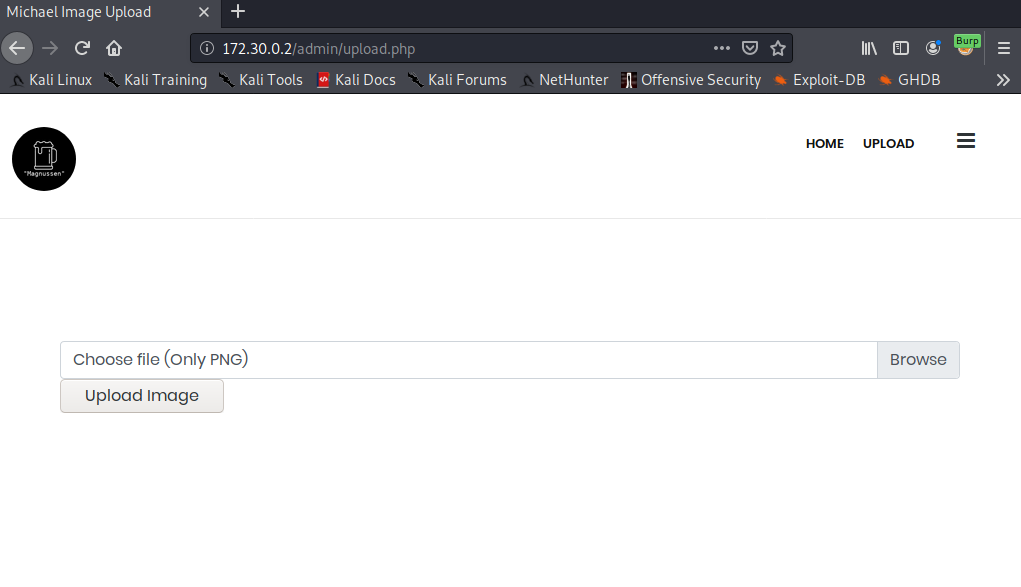 Michael Image Upload
172.30.0.2/admin/upload.php
Burp
Kali Linux Kali Training Kali Tools Kali Docs Kali Forums NetHunter Offensive Security Exploit-DB GHDB
"Magnussen"
HOME UPLOAD
Choose file (Only PNG) Browse
Upload Image